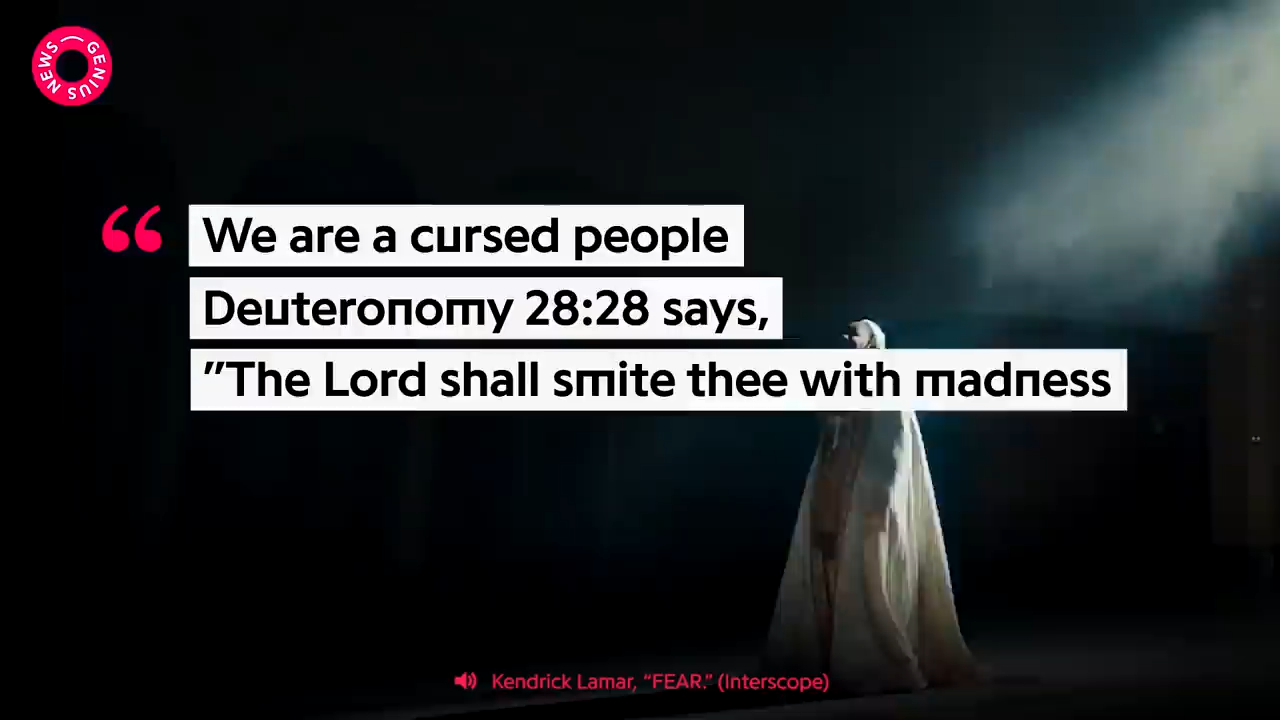 GENIUS NEWS
“
We are a cursed people
Deuteronomy 28:28 says,
"The Lord shall smite thee with madness
Kendrick Lamar, “FEAR.” (Interscope)